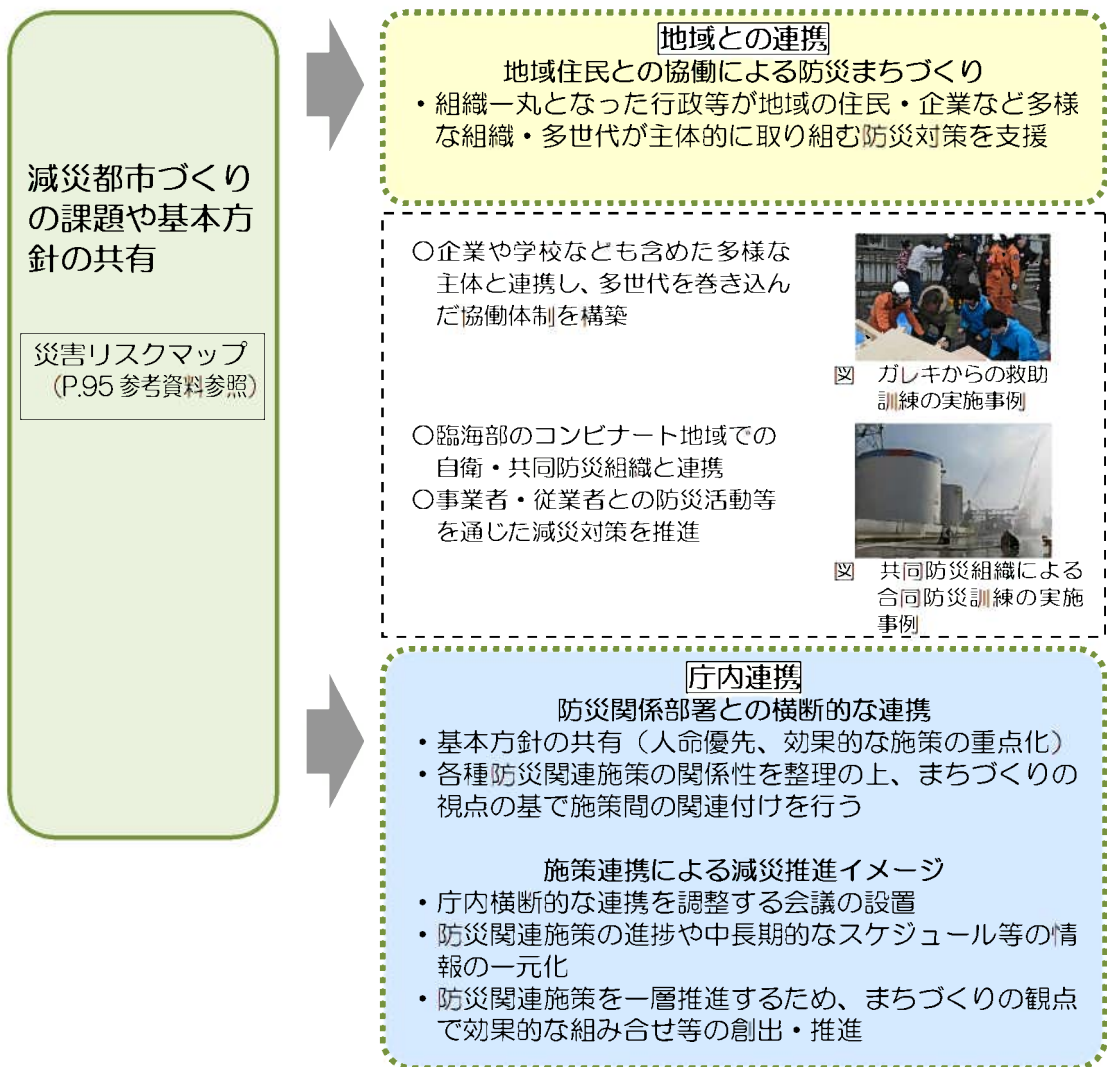 減災都市づくり
の課題や基本方
針の共有
災害リスクマップ
(P.95 参考資料参照)
地域との連携
地域住民との協働による防災まちづくり
・組織一丸となった行政等が地域の住民・企業など多様
な組織・多世代が主体的に取り組む防災対策を支援
〇企業や学校なども含めた多様な
主体と連携し、多世代を巻き込ん
だ協働体制を構築
図 ガレキからの救助
訓練の実施事例
〇臨海部のコンビナート地域での
自衛・共同防災組織と連携
〇事業者・従業者との防災活動等
を通じた減災対策を推進
図 共同防災組織による
合同防災訓練の実施
事例
庁内連携
防災関係部署との横断的な連携
・基本方針の共有（人命優先、効果的な施策の重点化）
・各種防災関連施策の関係性を整理の上、まちづくりの
視点の基で施策間の関連付けを行う
施策連携による減災推進イメージ
・庁内横断的な連携を調整する会議の設置
・防災関連施策の進捗や中長期的なスケジュール等の情
報の一元化
・防災関連施策を一層推進するため、まちづくりの観点
で効果的な組み合せ等の創出・推進